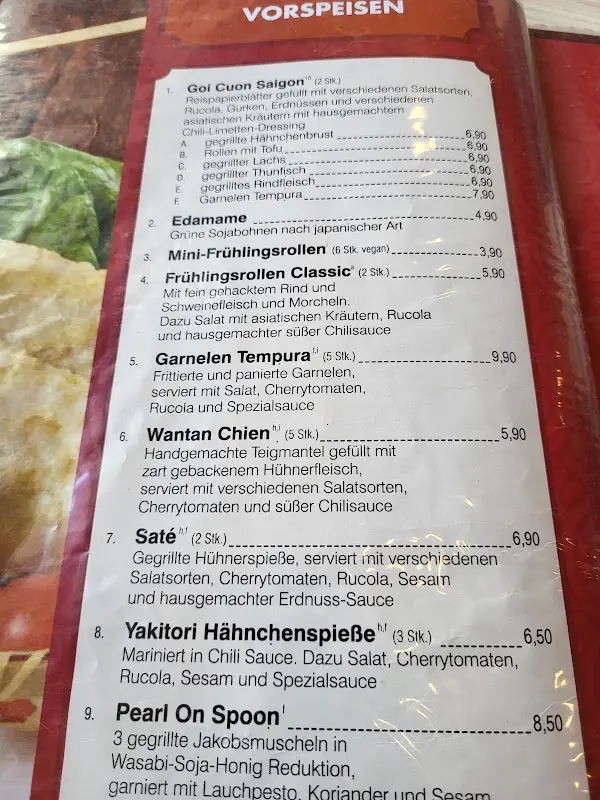 VORSPEISEN
1. Goi Cuon Saigon (2 Stk.)
Reispapierblätter gefüllt mit verschiedenen Salatsorten,
Rucola, Gurken, Erdnüssen und verschiedenen
asiatischen Kräutern mit hausgemachtem
Chili-Limetten-Dressing
A. gegrillte Hähnchenbrust 6,90
B. Rollen mit Tofu 6,90
C. gegrillter Lachs 6,90
D. gegrillter Thunfisch 6,90
E. gegrilltes Rindfleisch 6,90
F. Garnelen Tempura 7,90
2. Edamame 4,90
Grüne Sojabohnen nach japanischer Art
3. Mini-Frühlingsrollen (6 Stk. vegan) 3,90
4. Frühlingsrollen Classic (2 Stk.) 5,90
Mit fein gehacktem Rind und
Schweinefleisch und Morcheln.
Dazu Salat mit asiatischen Kräutern, Rucola
und hausgemachter süßer Chilisauce
5. Garnelen Tempura f,i (5 Stk.) 9,90
Frittierte und panierte Garnelen,
serviert mit Salat, Cherrytomaten,
Rucola und Spezialsauce
6. Wantan Chien h,i (5 Stk.) 5,90
Handgemachte Teigmantel gefüllt mit
zart gebackenem Hühnerfleisch,
serviert mit verschiedenen Salatsorten,
Cherrytomaten und süßer Chilisauce
7. Saté h,f (2 Stk.) 6,90
Gegrillte Hühnerspieße, serviert mit verschiedenen
Salatsorten, Cherrytomaten, Rucola, Sesam
und hausgemachter Erdnuss-Sauce
8. Yakitori Hähnchenspieße h,f (3 Stk.) 6,50
Mariniert in Chili Sauce. Dazu Salat, Cherrytomaten,
Rucola, Sesam und Spezialsauce
9. Pearl On Spoon 8,50
3 gegrillte Jakobsmuscheln in
Wasabi-Soja-Honig Reduktion,
garniert mit Lauchpesto, Koriander und Sesam